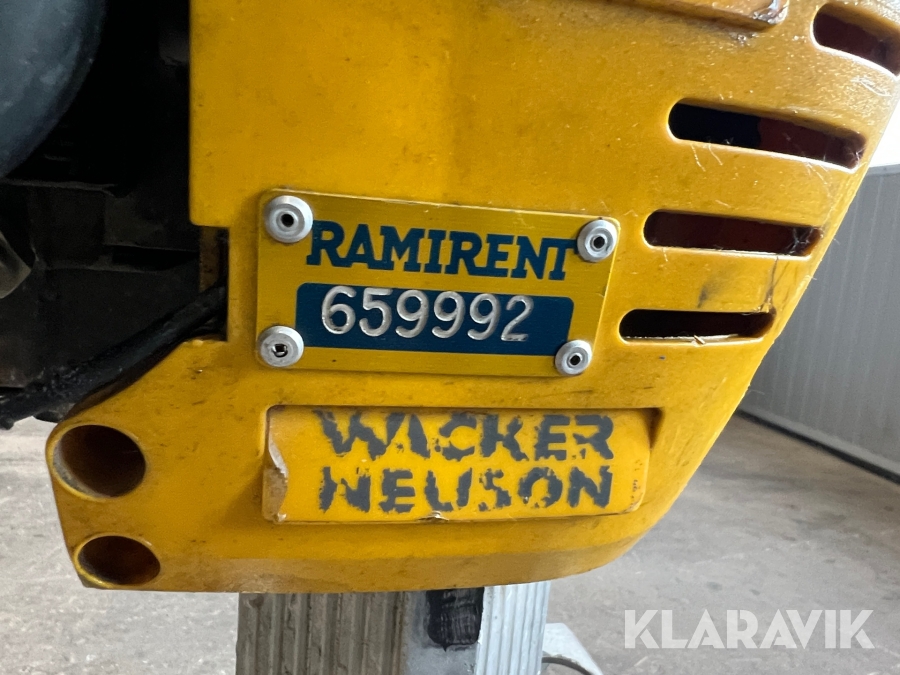 RAMIRENT
659992
WACKER
NEUSON
KLARAVIK